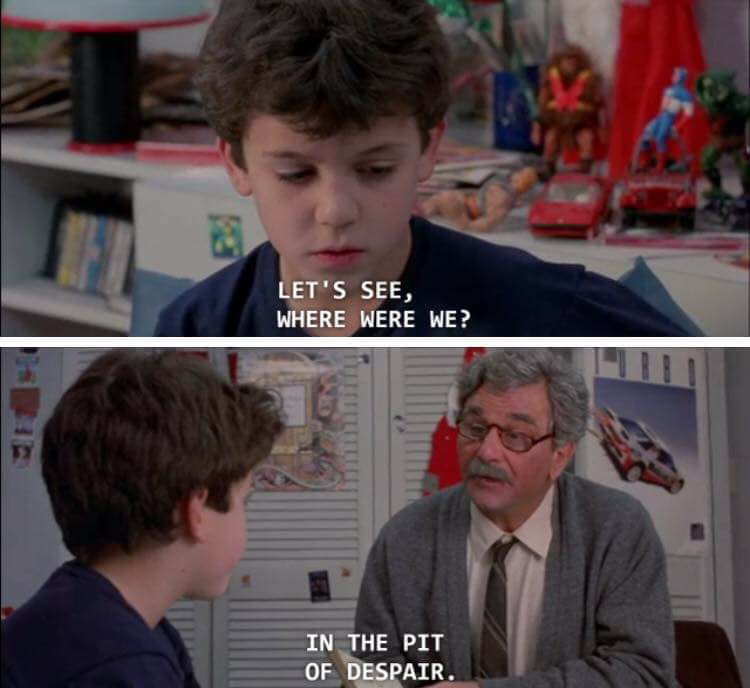 LET'S SEE,
WHERE WERE WE?
IN THE PIT
OF DESPAIR.